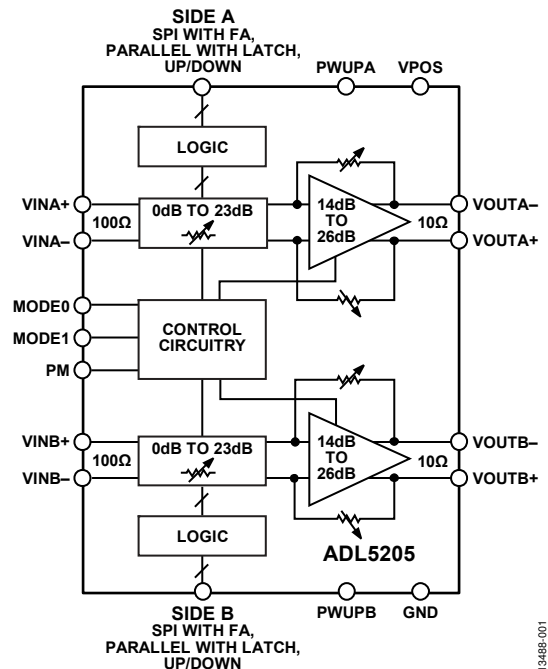 SIDE A
SPI WITH FA,
PARALLEL WITH LATCH,
UP/DOWN
PWUPA
VPOS
LOGIC
VINA+
100Ω
VINA–
0dB TO 23dB
14dB
TO
26dB
10Ω
VOUTA–
VOUTA+
MODE0
MODE1
PM
CONTROL
CIRCUITRY
VINB+
100Ω
VINB–
0dB TO 23dB
14dB
TO
26dB
10Ω
VOUTB–
VOUTB+
LOGIC
ADL5205
SIDE B
SPI WITH FA,
PARALLEL WITH LATCH,
UP/DOWN
PWUPB
GND
13488-001